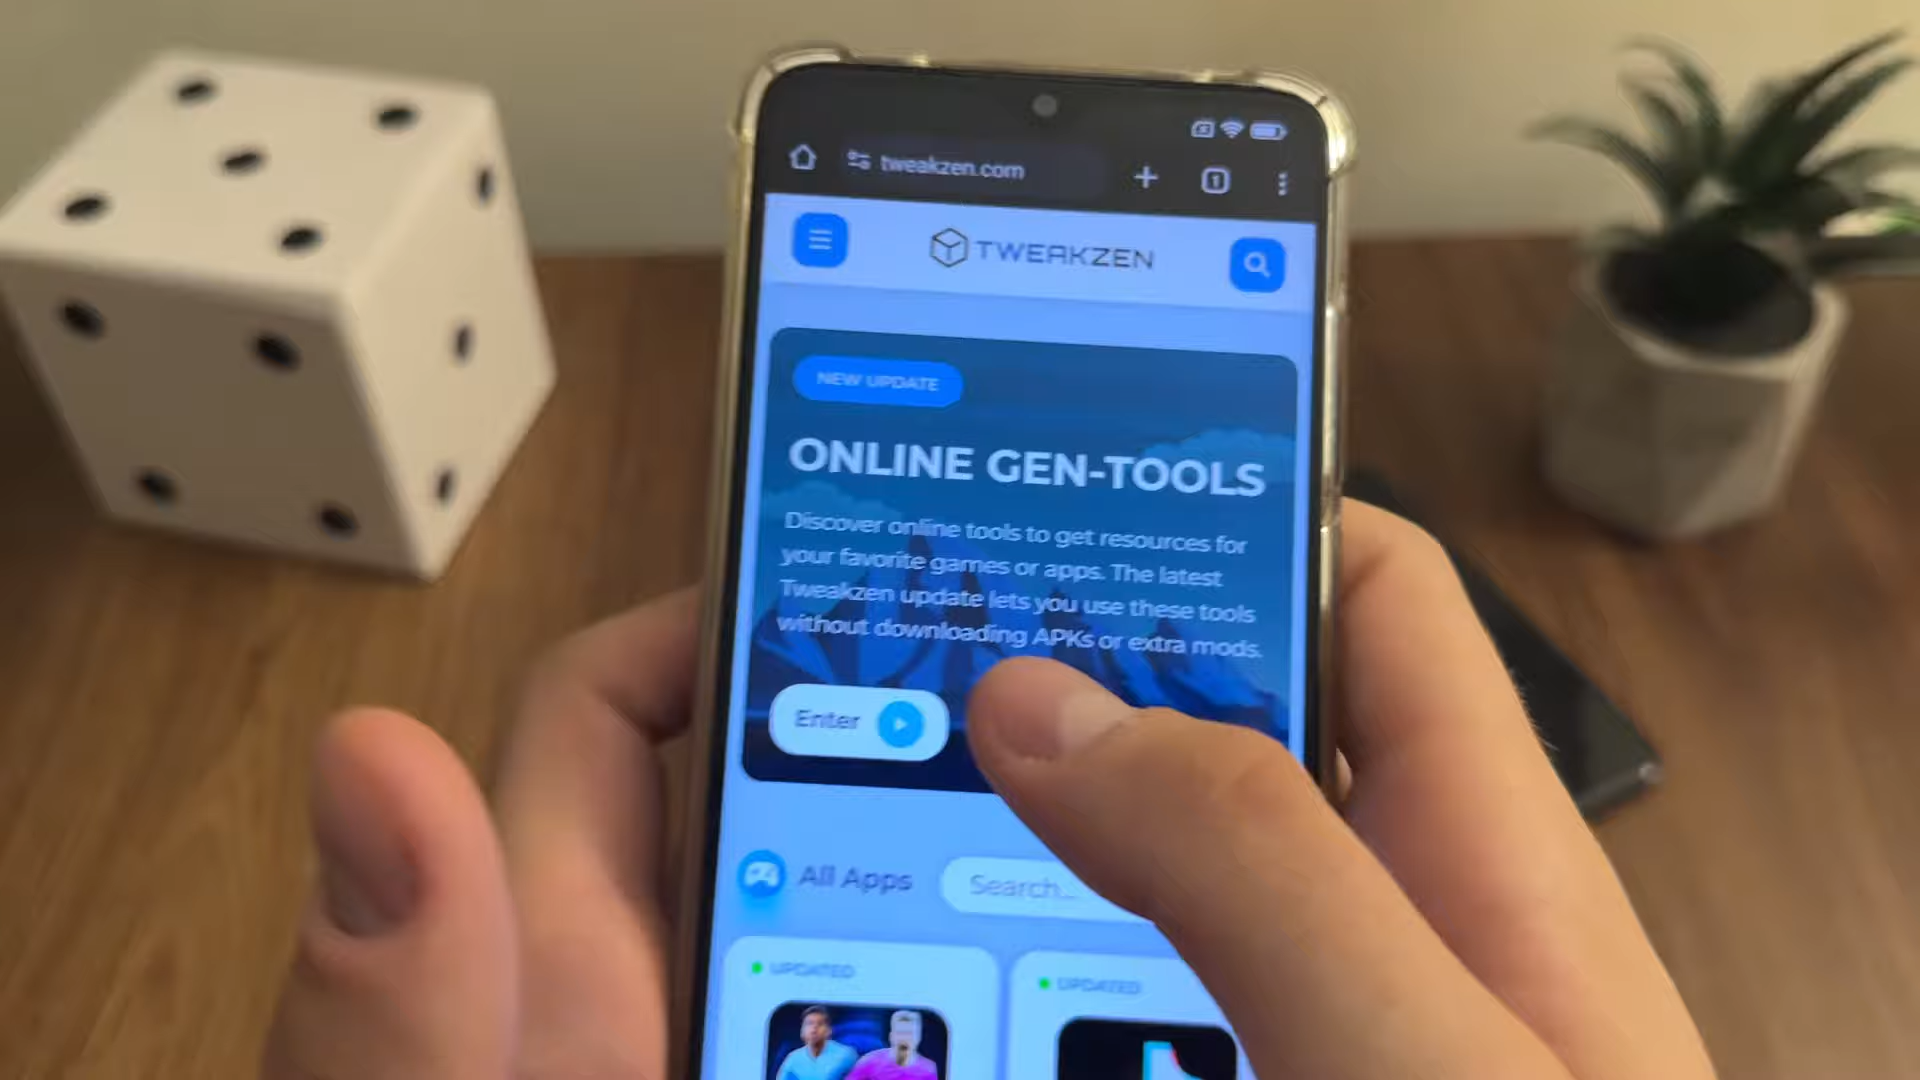 tweakzen.com
1
TWEAKZEN
NEW UPDATE
ONLINE GEN-TOOLS
Discover online tools to get resources for
your favorite games or apps. The latest
Tweakzen update lets you use these tools
without downloading APKs or extra mods.
Enter
All Apps
Search...
UPDATED
UPDATED